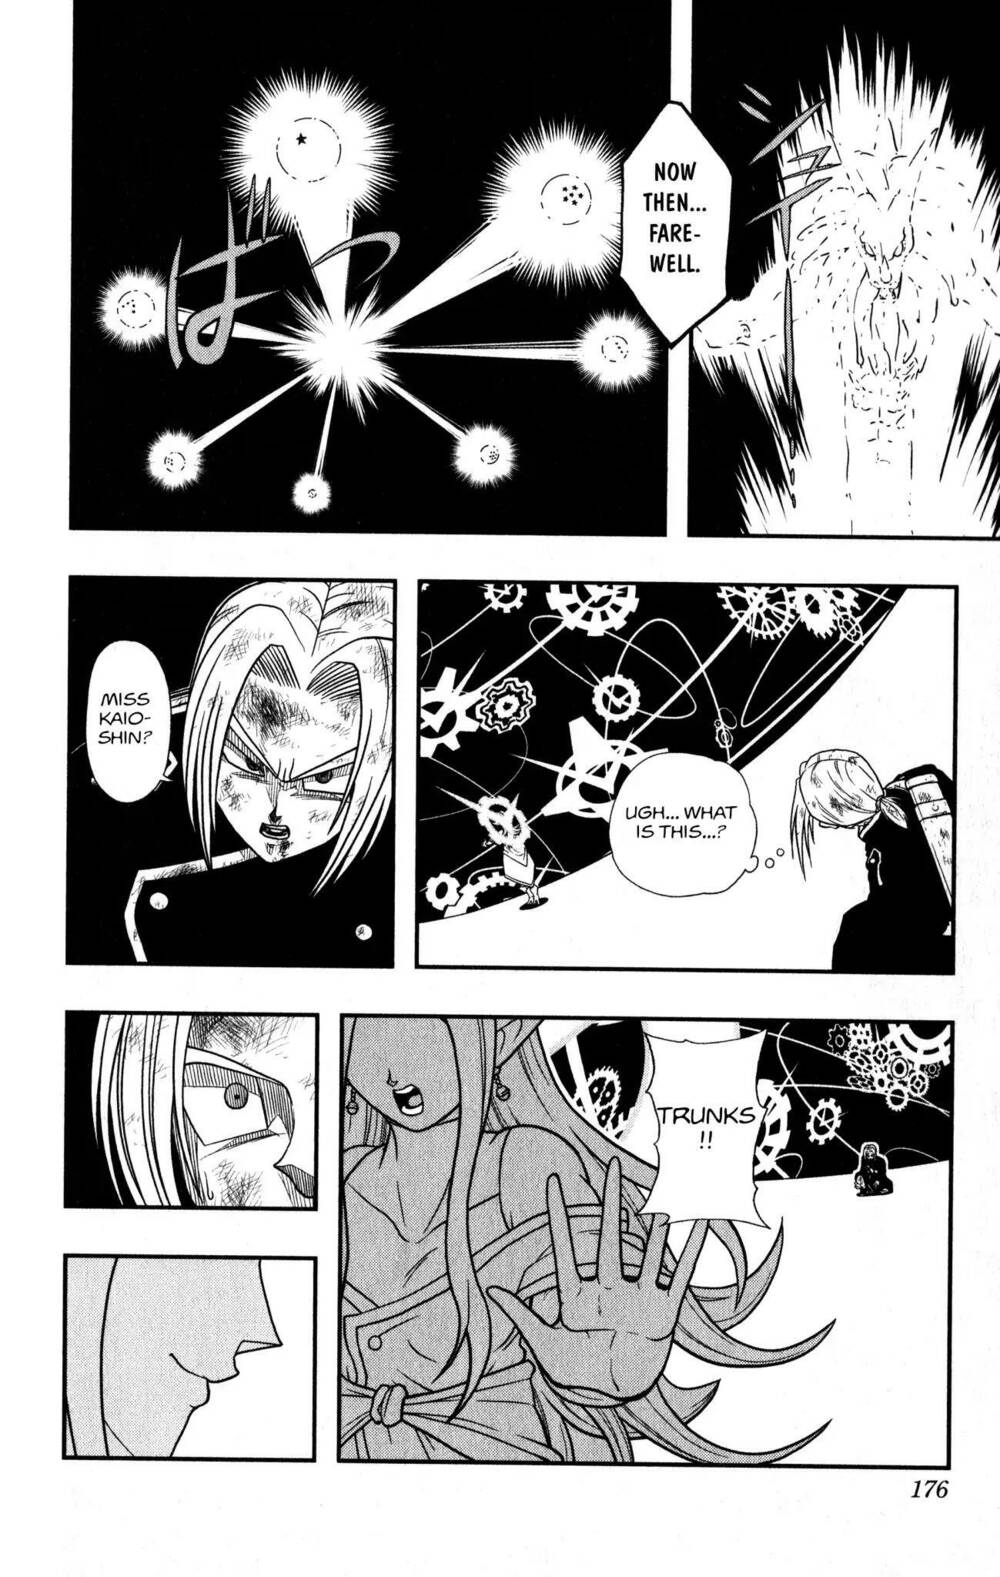 NOW
THEN...
FARE-
WELL.
ばっ
UGH... WHAT
IS THIS...?
MISS
KAIO-
SHIN?
TRUNKS
!!
176